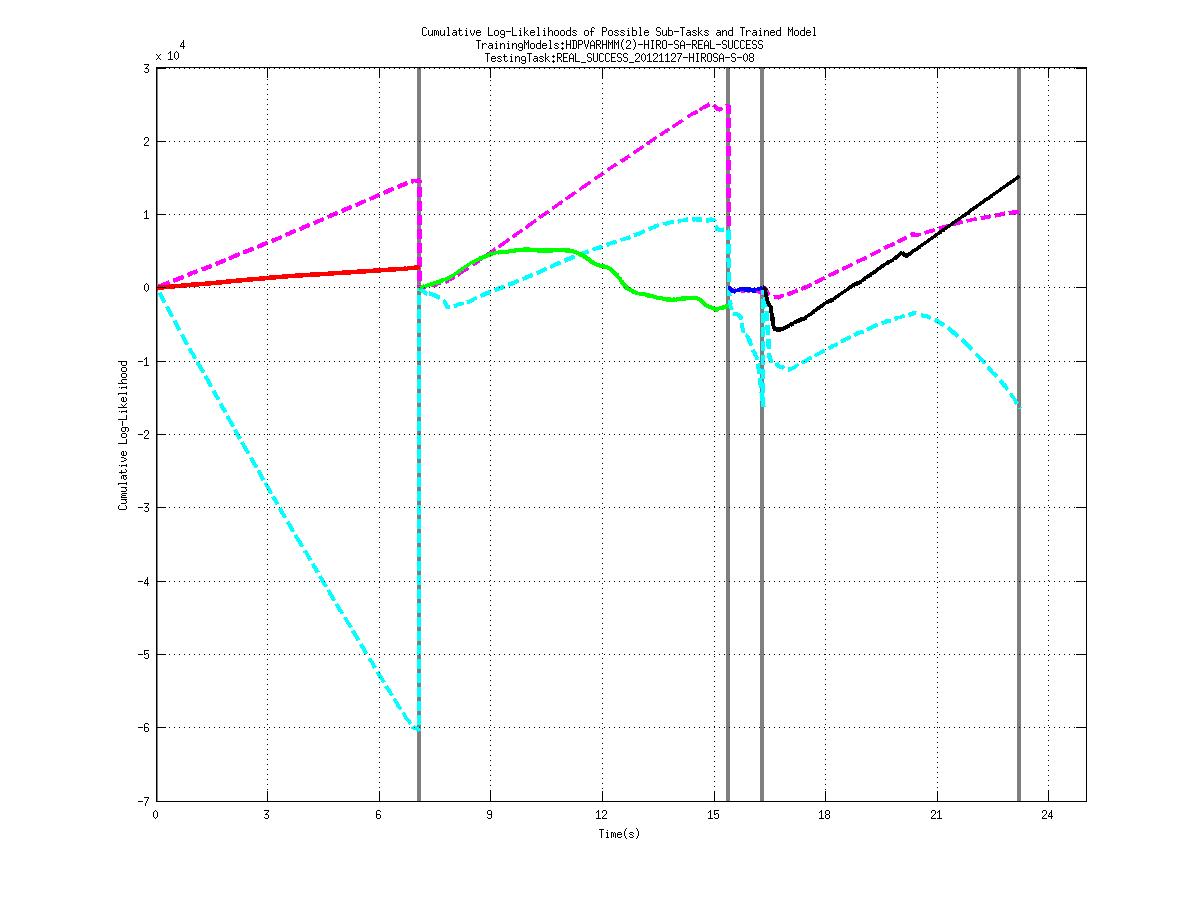 Cumulative Log-Likelihoods of Possible Sub-Tasks and Trained Model
TrainingModels:HDPVARHMM(2)-HIRO-SA-REAL-SUCCESS
TestingTask:REAL_SUCCESS_20121127-HIROSA-S-08
x 10 4
3
2
1
0
-1
-2
-3
-4
-5
-6
-7
Cumulative Log-Likelihood
0 3 6 9 12 15 18 21 24
Time(s)